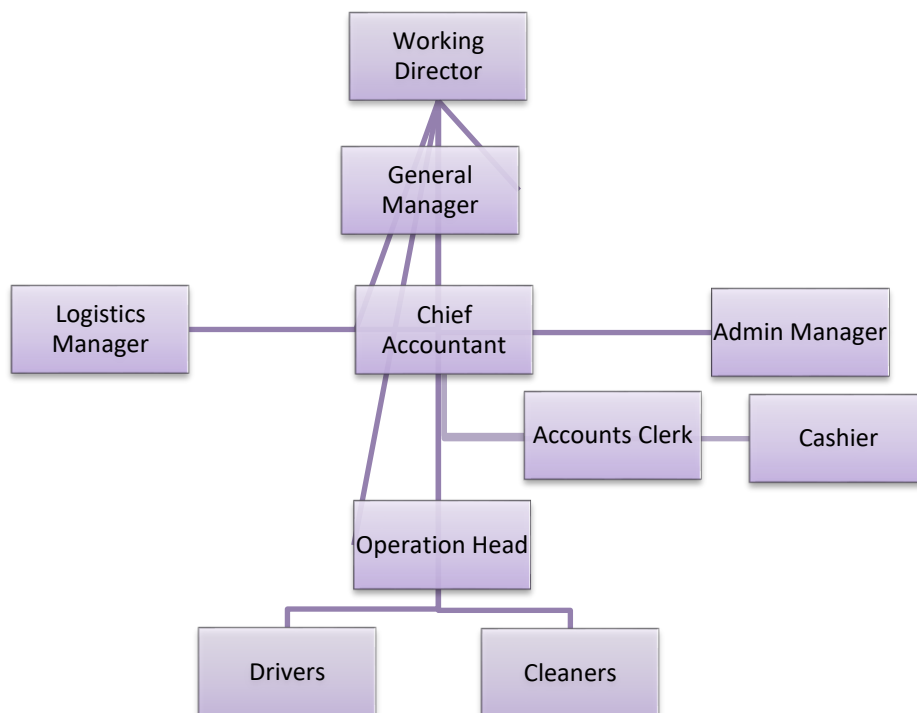 Working
Director
General
Manager
Logistics
Manager
Chief
Accountant
Admin Manager
Accounts Clerk
Cashier
Operation Head
Drivers
Cleaners